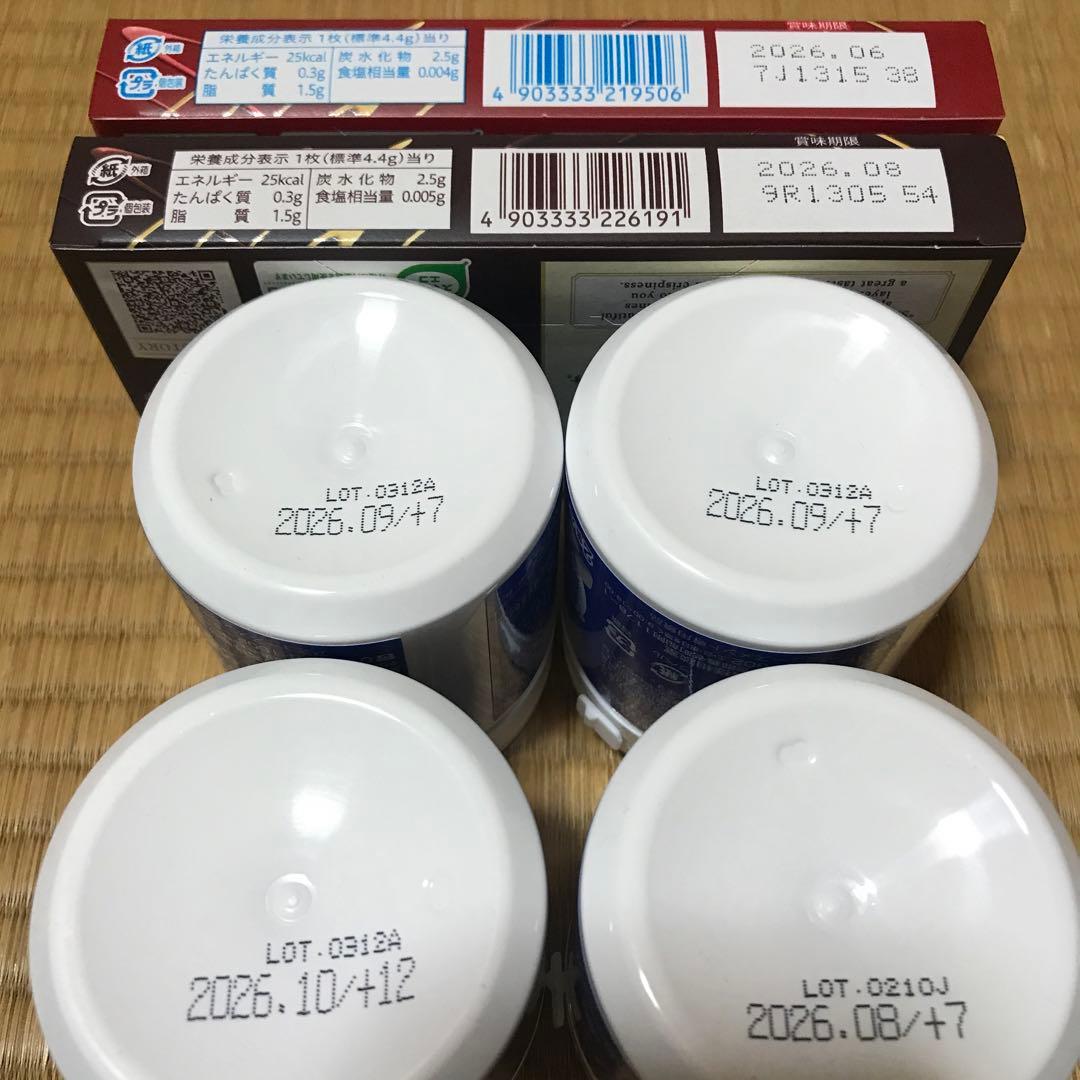 紙 外箱
プラ 個包装
栄養成分表示 1枚(標準4.4g)当り
エネルギー 25kcal 炭水化物 2.5g
たんぱく質 0.3g 食塩相当量 0.004g
脂質 1.5g
4 903333 219506
賞味期限
2026.06
7J1315 38
紙 外箱
プラ 個包装
栄養成分表示 1枚(標準4.4g)当り
エネルギー 25kcal 炭水化物 2.5g
たんぱく質 0.3g 食塩相当量 0.005g
脂質 1.5g
4 903333 226191
賞味期限
2026.08
9R1305 54
LOT.0312A
2026.09/+7
LOT.0312A
2026.09/+7
LOT.0312A
2026.10/+12
LOT.0210J
2026.08/+7